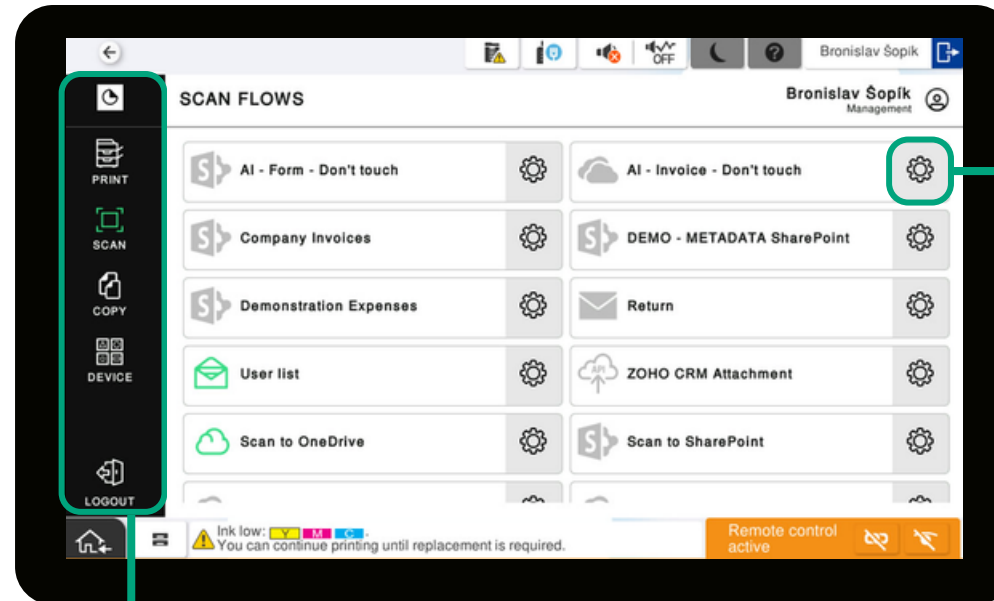 OFF
Bronislav Šopík
SCAN FLOWS
Bronislav Šopík
Management
PRINT
SCAN
COPY
DEVICE
LOGOUT
AI - Form - Don't touch
AI - Invoice - Don't touch
Company Invoices
DEMO - METADATA SharePoint
Demonstration Expenses
Return
User list
API
ZOHO CRM Attachment
Scan to OneDrive
Scan to SharePoint
Ink low: Y M C .
You can continue printing until replacement is required.
Remote control
active